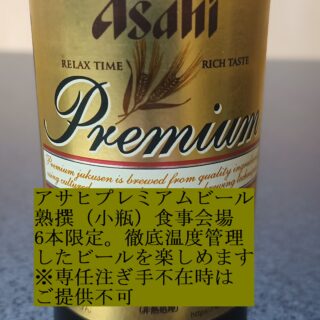 Asahi
RELAX TIME RICH TASTE
Premium
Premium jukusen is brewed from quality ingredients
アサヒプレミアムビール
熟撰（小瓶）食事会場
6本限定。徹底温度管理
したビールを楽しめます
※専任注ぎ手不在時は
ご提供不可